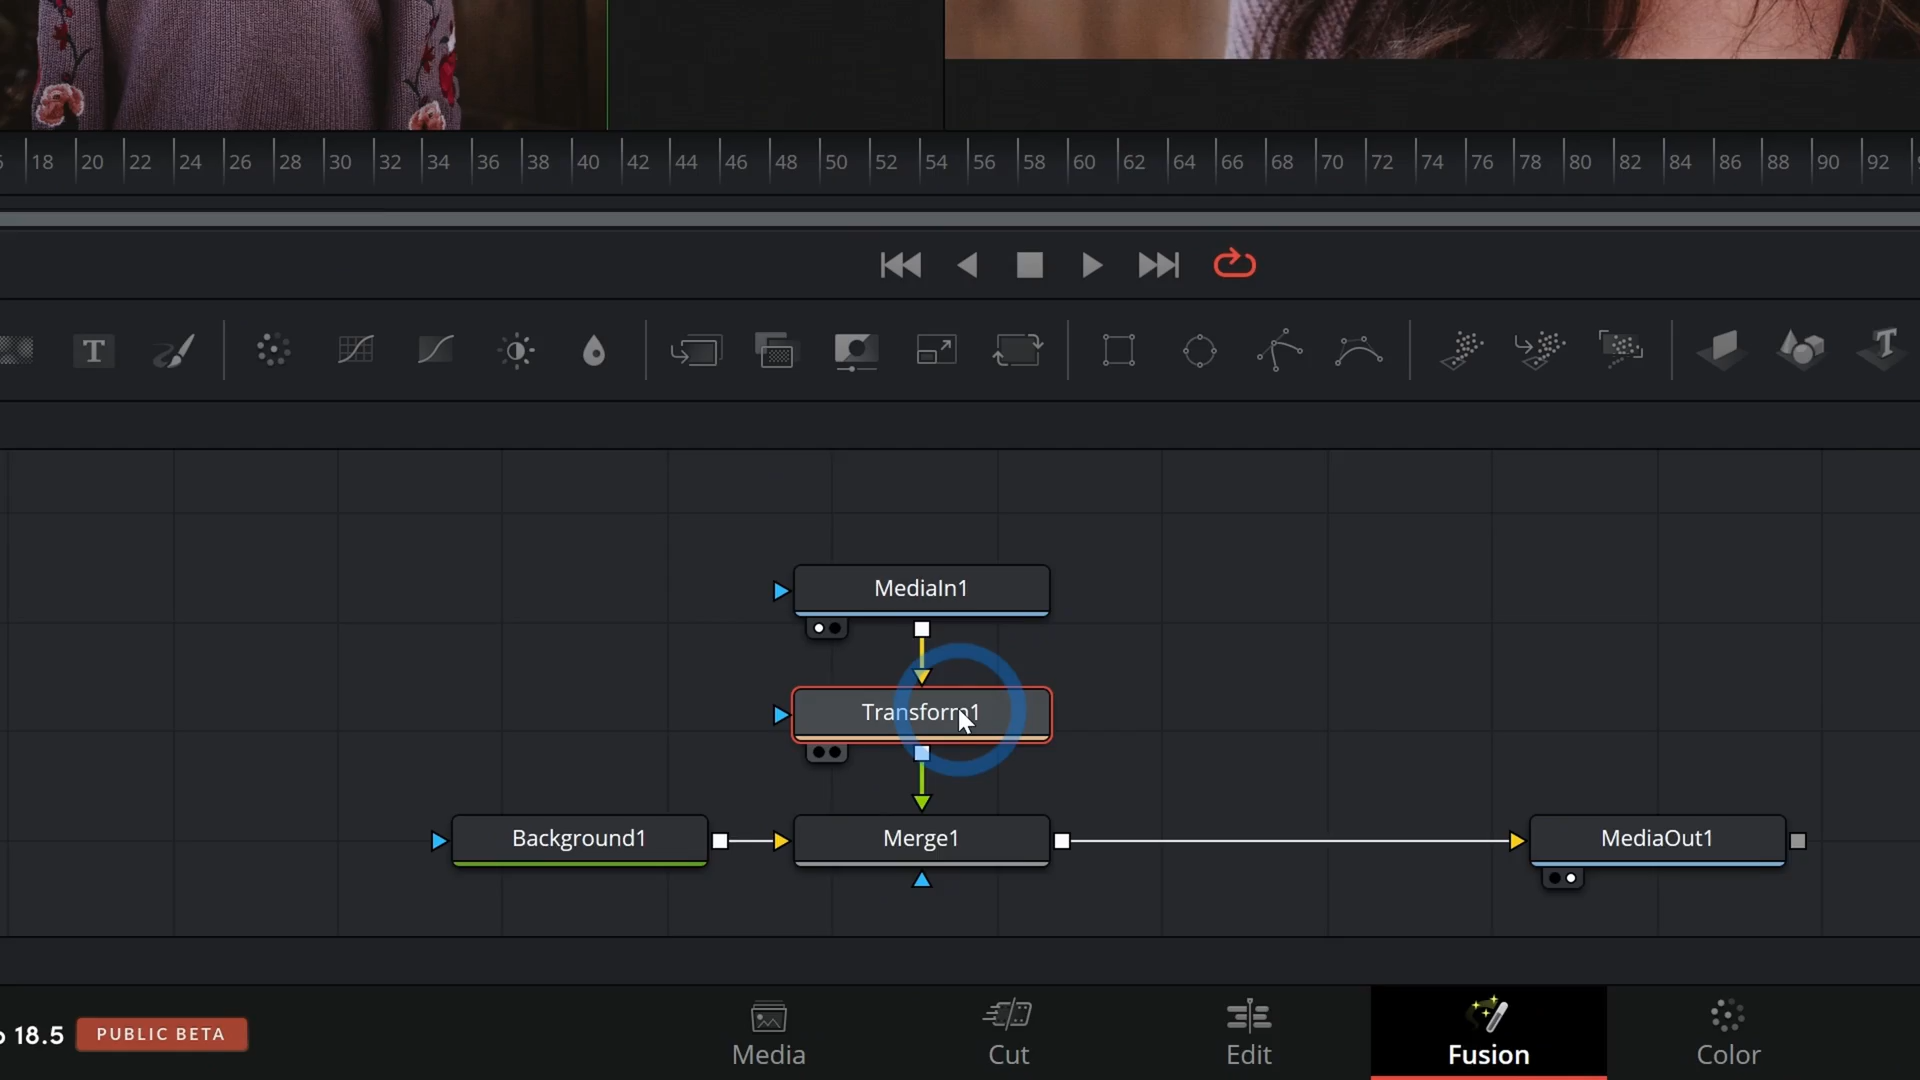 18 20 22 24 26 28 30 32 34 36 38 40 42 44 46 48 50 52 54 56 58 60 62 64 66 68 70 72 74 76 78 80 82 84 86 88 90 92
T
T
MediaIn1
Transform1
Background1 Merge1 MediaOut1
18.5 PUBLIC BETA
Media Cut Edit Fusion Color